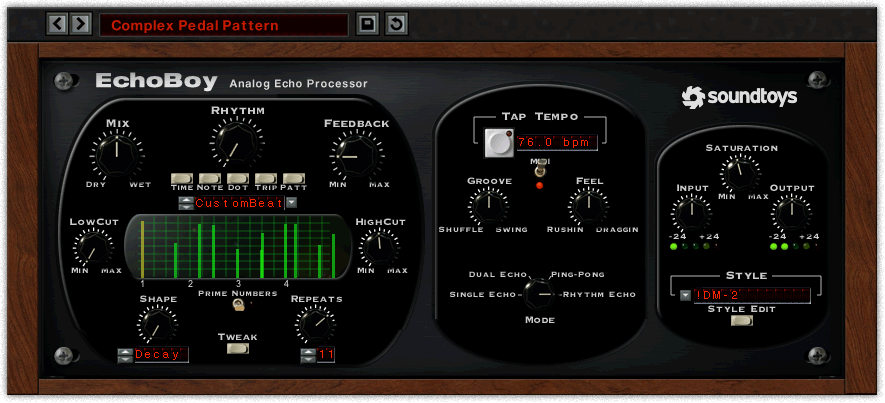 Complex Pedal Pattern
EchoBoy Analog Echo Processor
soundtoys
MIX
DRY WET
RHYTHM
FEEDBACK
MIN MAX
TIME NOTE DOT TRIP PATT
CustomBeat
LOWCUT
MIN MAX
HIGHCUT
MIN MAX
1 2 3 4
PRIME NUMBERS
SHAPE
Decay
TWEAK
REPEATS
11
TAP TEMPO
76.0 bpm
MIDI
GROOVE
SHUFFLE SWING
FEEL
RUSHIN DRAGGIN
DUAL ECHO PING-PONG
SINGLE ECHO RHYTHM ECHO
MODE
SATURATION
MIN MAX
INPUT
-24 +24
OUTPUT
-24 +24
STYLE
IDM-2
STYLE EDIT